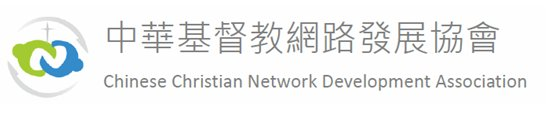 中華基督教網路發展協會
Chinese Christian Network Development Association